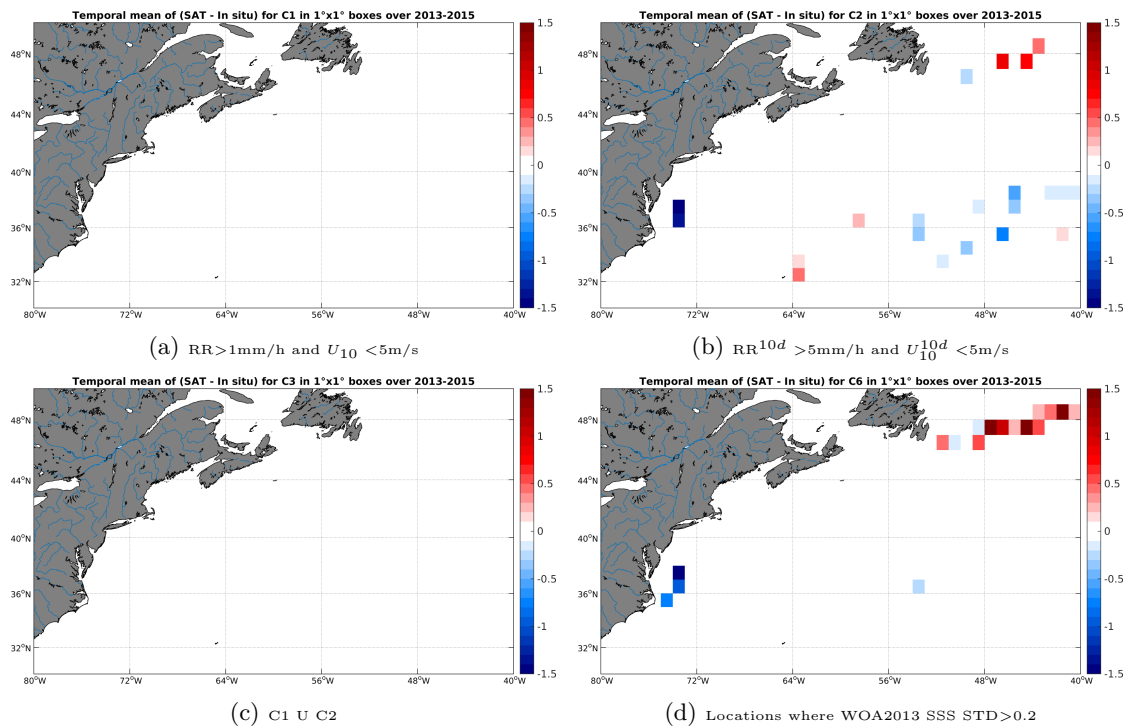 Temporal mean of (SAT - In situ) for C1 in 1°x1° boxes over 2013-2015
48°N
44°N
40°N
36°N
32°N
80°W 72°W 64°W 56°W 48°W 40°W
1.5
1
0.5
0
-0.5
-1
-1.5
(a) RR>1mm/h and U10 <5m/s
Temporal mean of (SAT - In situ) for C2 in 1°x1° boxes over 2013-2015
48°N
44°N
40°N
36°N
32°N
80°W 72°W 64°W 56°W 48°W 40°W
1.5
1
0.5
0
-0.5
-1
-1.5
(b) RR10d >5mm/h and U10d10 <5m/s
Temporal mean of (SAT - In situ) for C3 in 1°x1° boxes over 2013-2015
48°N
44°N
40°N
36°N
32°N
80°W 72°W 64°W 56°W 48°W 40°W
1.5
1
0.5
0
-0.5
-1
-1.5
(c) C1 U C2
Temporal mean of (SAT - In situ) for C6 in 1°x1° boxes over 2013-2015
48°N
44°N
40°N
36°N
32°N
80°W 72°W 64°W 56°W 48°W 40°W
1.5
1
0.5
0
-0.5
-1
-1.5
(d) Locations where WOA2013 SSS STD>0.2